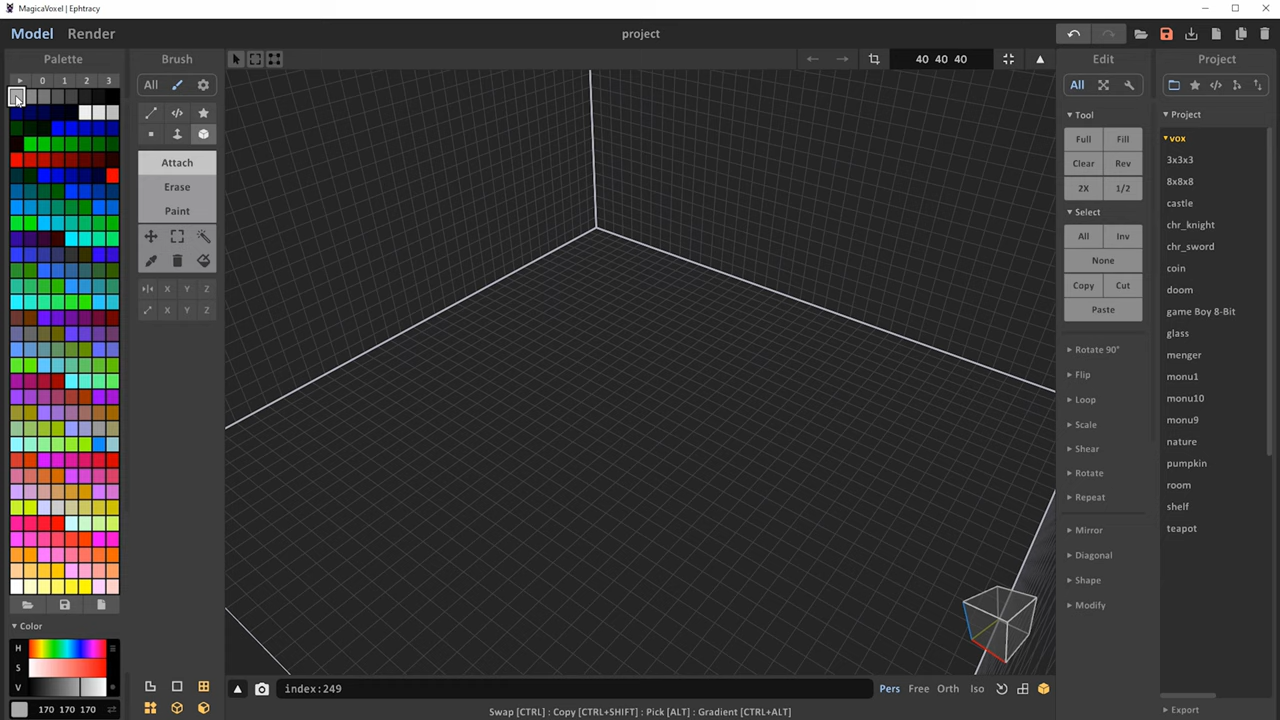 MagicaVoxel | Ephtracy
Model Render project
Palette Brush 40 40 40 Edit Project
0 1 2 3 All All
Tool Project
Full Fill vox
Clear Rev 3x3x3
2X 1/2 8x8x8
Attach Select castle
Erase All Inv chr_knight
Paint None chr_sword
Copy Cut coin
Paste doom
X Y Z game Boy 8-Bit
X Y Z glass
Rotate 90° menger
Flip monu1
Loop monu10
Scale monu9
Shear nature
Rotate pumpkin
Repeat room
Mirror shelf
Diagonal teapot
Shape
Modify
Color
H
S
V
170 170 170
index:249 Pers Free Orth Iso
Swap [CTRL] : Copy [CTRL+SHIFT] : Pick [ALT] : Gradient [CTRL+ALT] Export